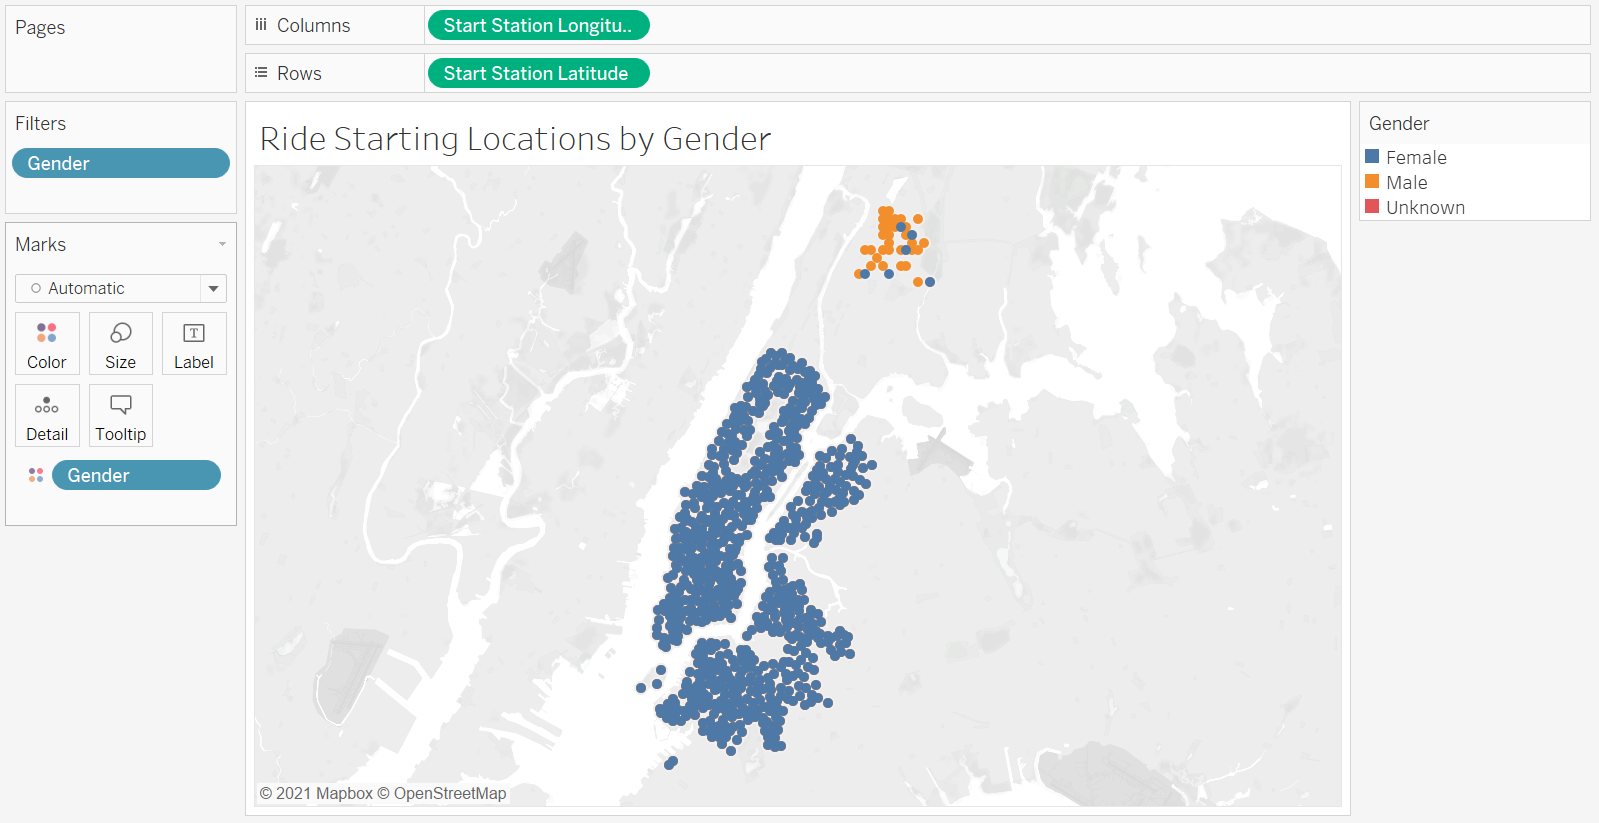 Pages
Columns
Start Station Longitu..
Rows
Start Station Latitude
Filters
Gender
Marks
Automatic
Color
Size
T
Label
Detail
Tooltip
Gender
Ride Starting Locations by Gender
© 2021 Mapbox © OpenStreetMap
Gender
Female
Male
Unknown